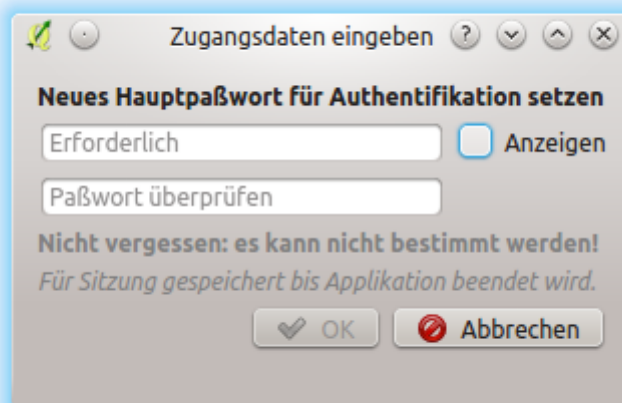 Zugangsdaten eingeben
Neues Hauptpaßwort für Authentifikation setzen
Erforderlich Anzeigen
Paßwort überprüfen
Nicht vergessen: es kann nicht bestimmt werden!
Für Sitzung gespeichert bis Applikation beendet wird.
OK Abbrechen